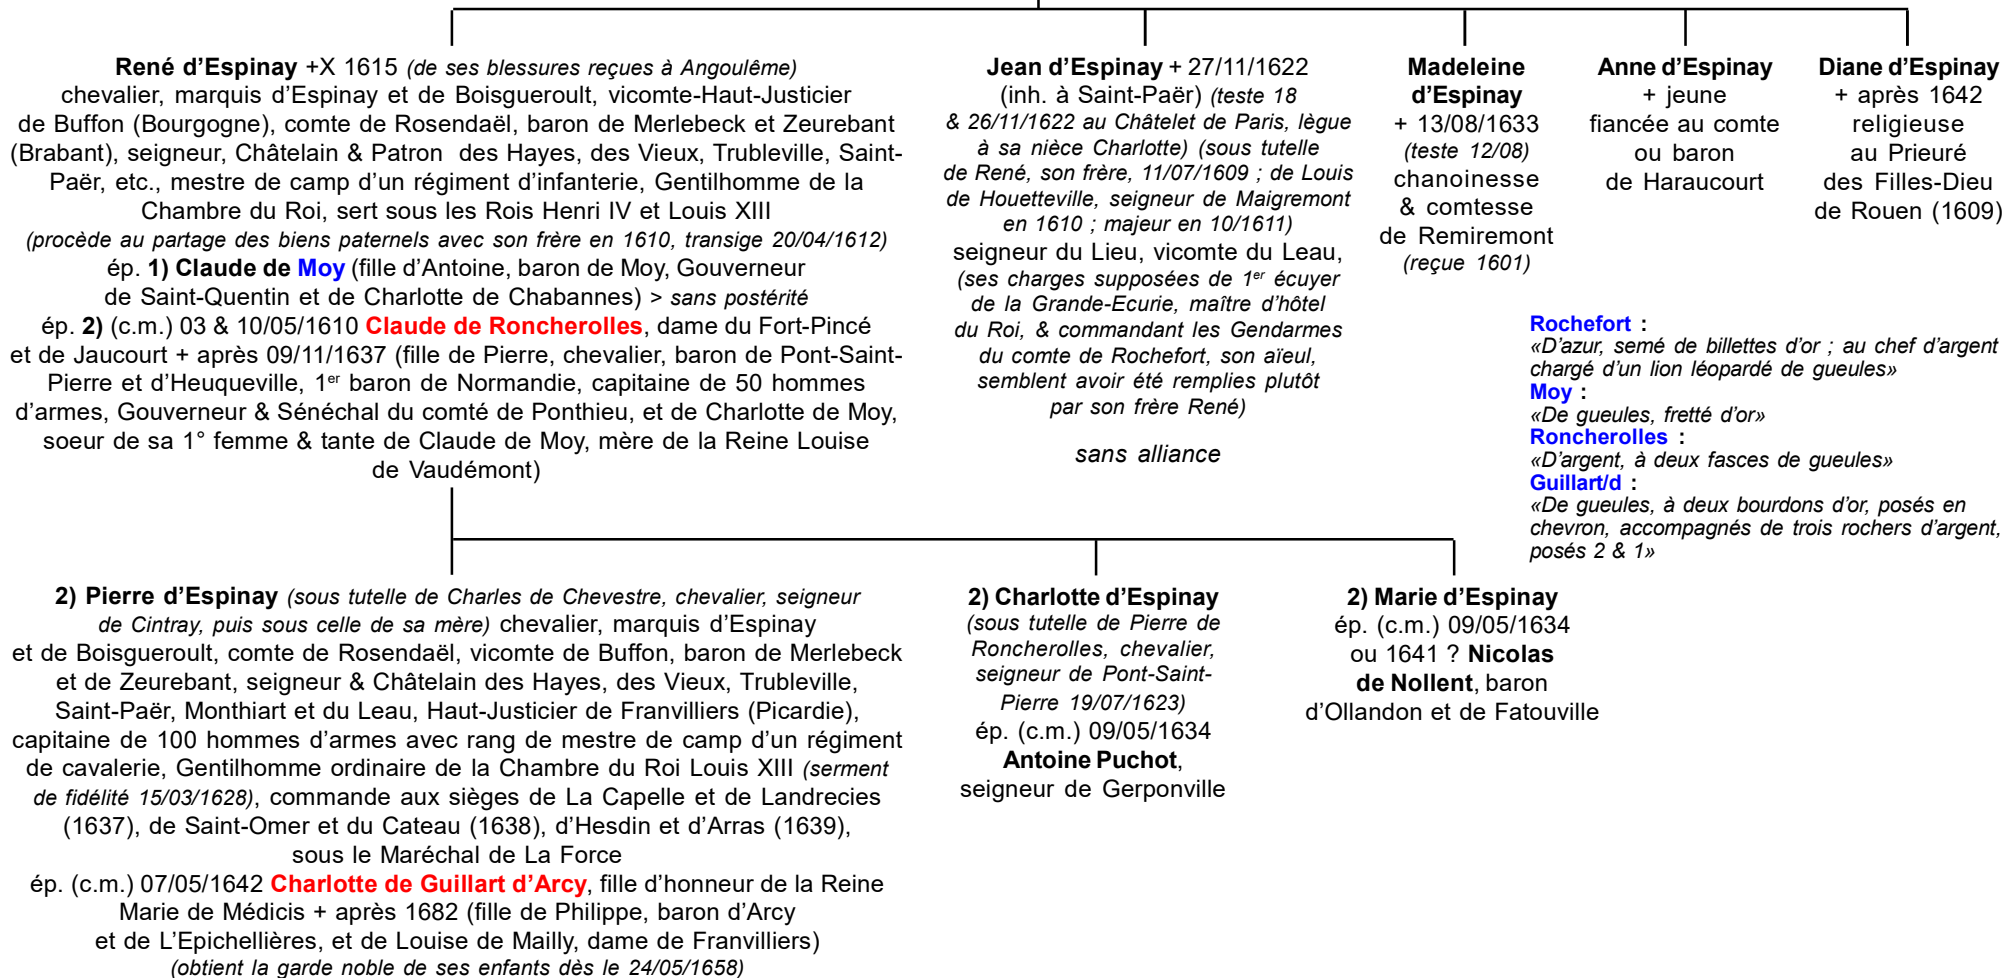 René d'Espinay +X 1615 (de ses blessures reçues à Angoulême)
chevalier, marquis d'Espinay et de Boisgueroult, vicomte-Haut-Justicier
de Buffon (Bourgogne), comte de Rosendaël, baron de Merlebeck et Zeurebant
(Brabant), seigneur, Châtelain & Patron des Hayes, des Vieux, Trubleville, Saint-
Paër, etc., mestre de camp d'un régiment d'infanterie, Gentilhomme de la
Chambre du Roi, sert sous les Rois Henri IV et Louis XIII
(procède au partage des biens paternels avec son frère en 1610, transige 20/04/1612)
ép. 1) Claude de Moy (fille d'Antoine, baron de Moy, Gouverneur
de Saint-Quentin et de Charlotte de Chabannes) > sans postérité
ép. 2) (c.m.) 03 & 10/05/1610 Claude de Roncherolles, dame du Fort-Pincé
et de Jaucourt + après 09/11/1637 (fille de Pierre, chevalier, baron de Pont-Saint-
Pierre et d'Heuqueville, 1er baron de Normandie, capitaine de 50 hommes
d'armes, Gouverneur & Sénéchal du comté de Ponthieu, et de Charlotte de Moy,
soeur de sa 1° femme & tante de Claude de Moy, mère de la Reine Louise
de Vaudémont)
Jean d'Espinay + 27/11/1622
(inh. à Saint-Paër) (teste 18
& 26/11/1622 au Châtelet de Paris, lègue
à sa nièce Charlotte) (sous tutelle
de René, son frère, 11/07/1609 ; de Louis
de Houetteville, seigneur de Maigremont
en 1610 ; majeur en 10/1611)
seigneur du Lieu, vicomte du Leau,
(ses charges supposées de 1er écuyer
de la Grande-Ecurie, maître d'hôtel
du Roi, & commandant les Gendarmes
du comte de Rochefort, son aïeul,
semblent avoir été remplies plutôt
par son frère René)
sans alliance
Madeleine
d'Espinay
+ 13/08/1633
(teste 12/08)
chanoinesse
& comtesse
de Remiremont
(reçue 1601)
Anne d'Espinay
+ jeune
fiancée au comte
ou baron
de Haraucourt
Diane d'Espinay
+ après 1642
religieuse
au Prieuré
des Filles-Dieu
de Rouen (1609)
Rochefort :
«D'azur, semé de billettes d'or ; au chef d'argent
chargé d'un lion léopardé de gueules»
Moy :
«De gueules, fretté d'or»
Roncherolles :
«D'argent, à deux fasces de gueules»
Guillart/d :
«De gueules, à deux bourdons d'or, posés en
chevron, accompagnés de trois rochers d'argent,
posés 2 & 1»
2) Pierre d'Espinay (sous tutelle de Charles de Chevestre, chevalier, seigneur
de Cintray, puis sous celle de sa mère) chevalier, marquis d'Espinay
et de Boisgueroult, comte de Rosendaël, vicomte de Buffon, baron de Merlebeck
et de Zeurebant, seigneur & Châtelain des Hayes, des Vieux, Trubleville,
Saint-Paër, Monthiart et du Leau, Haut-Justicier de Franvilliers (Picardie),
capitaine de 100 hommes d'armes avec rang de mestre de camp d'un régiment
de cavalerie, Gentilhomme ordinaire de la Chambre du Roi Louis XIII (serment
de fidélité 15/03/1628), commande aux sièges de La Capelle et de Landrecies
(1637), de Saint-Omer et du Cateau (1638), d'Hesdin et d'Arras (1639),
sous le Maréchal de La Force
ép. (c.m.) 07/05/1642 Charlotte de Guillart d'Arcy, fille d'honneur de la Reine
Marie de Médicis + après 1682 (fille de Philippe, baron d'Arcy
et de L'Epichellières, et de Louise de Mailly, dame de Franvilliers)
(obtient la garde noble de ses enfants dès le 24/05/1658)
2) Charlotte d'Espinay
(sous tutelle de Pierre de
Roncherolles, chevalier,
seigneur de Pont-Saint-
Pierre 19/07/1623)
ép. (c.m.) 09/05/1634
Antoine Puchot,
seigneur de Gerponville
2) Marie d'Espinay
ép. (c.m.) 09/05/1634
ou 1641 ? Nicolas
de Nollent, baron
d'Ollandon et de Fatouville